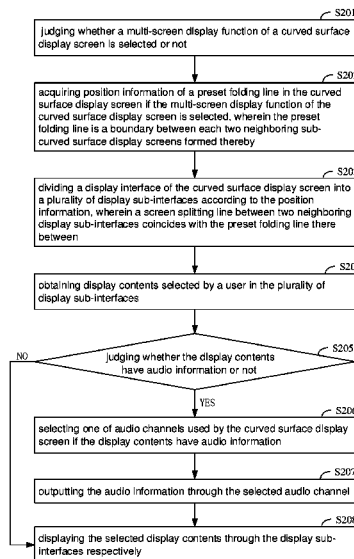 S201
judging whether a multi-screen display function of a curved surface
display screen is selected or not
S20
acquiring position information of a preset folding line in the curved
surface display screen if the multi-screen display function of the
curved surface display screen is selected, wherein the preset
folding line is a boundary between each two neighboring sub-
curved surface display screens formed thereby
S20
dividing a display interface of the curved surface display screen into
a plurality of display sub-interfaces according to the position
information, wherein a screen splitting line between two neighboring
display sub-interfaces coincides with the preset folding line there
between
S20
obtaining display contents selected by a user in the plurality of
display sub-interfaces
S205
judging whether the display contents
have audio information or not
NO
YES
S206
selecting one of audio channels used by the curved surface display
screen if the display contents have audio information
S207
outputting the audio information through the selected audio channel
S208
displaying the selected display contents through the display sub-
interfaces respectively